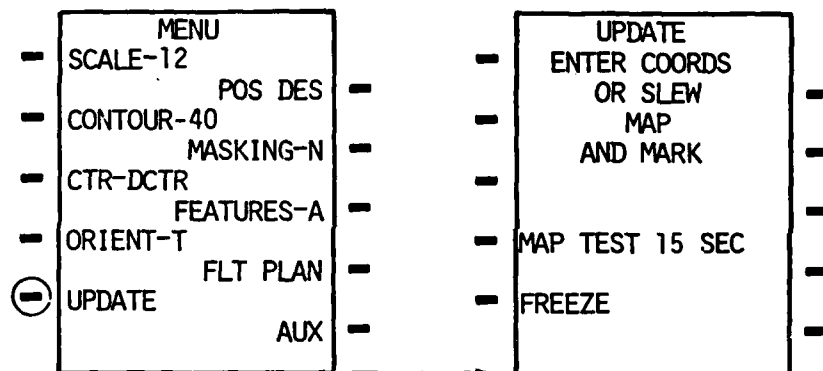 MENU
SCALE-12
POS DES
CONTOUR-40
MASKING-N
CTR-DCTR
FEATURES-A
ORIENT-T
FLT PLAN
UPDATE
AUX
UPDATE
ENTER COORDS
OR SLEW
MAP
AND MARK
MAP TEST 15 SEC
FREEZE